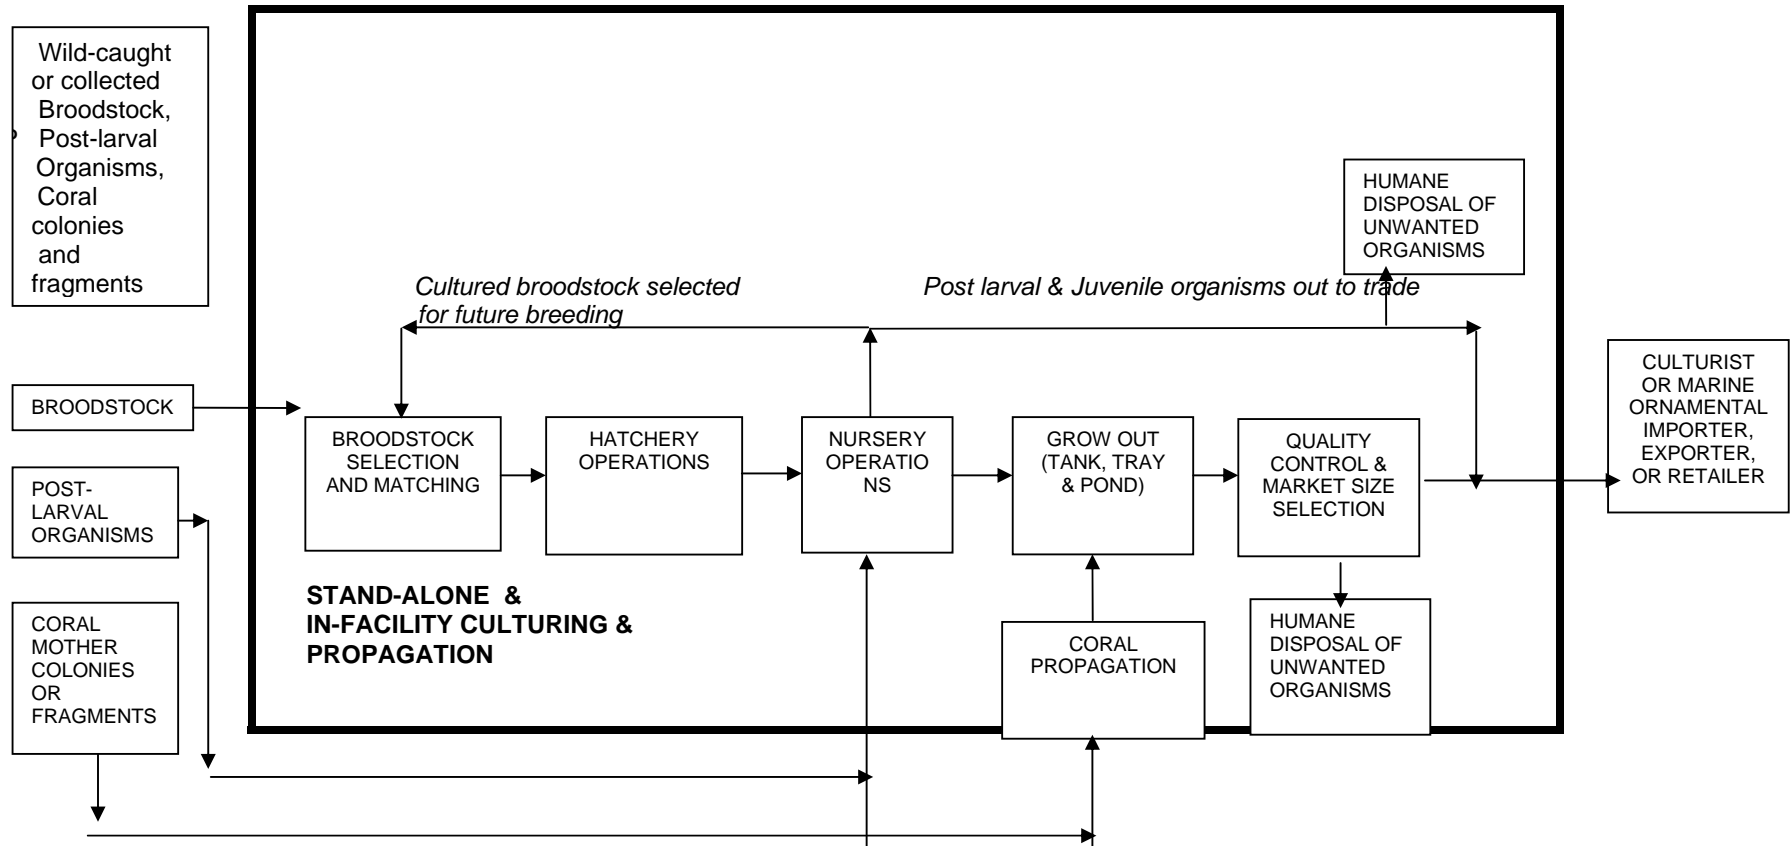 Wild-caught
or collected
Broodstock,
Post-larval
Organisms,
Coral
colonies
and
fragments
HUMANE
DISPOSAL OF
UNWANTED
ORGANISMS
Cultured broodstock selected
for future breeding
Post larval & Juvenile organisms out to trade
BROODSTOCK
POST-
LARVAL
ORGANISMS
CORAL
MOTHER
COLONIES
OR
FRAGMENTS
BROODSTOCK
SELECTION
AND MATCHING
HATCHERY
OPERATIONS
NURSERY
OPERATIO
NS
GROW OUT
(TANK, TRAY
& POND)
QUALITY
CONTROL &
MARKET SIZE
SELECTION
CULTURIST
OR MARINE
ORNAMENTAL
IMPORTER,
EXPORTER,
OR RETAILER
STAND-ALONE &
IN-FACILITY CULTURING &
PROPAGATION
CORAL
PROPAGATION
HUMANE
DISPOSAL OF
UNWANTED
ORGANISMS